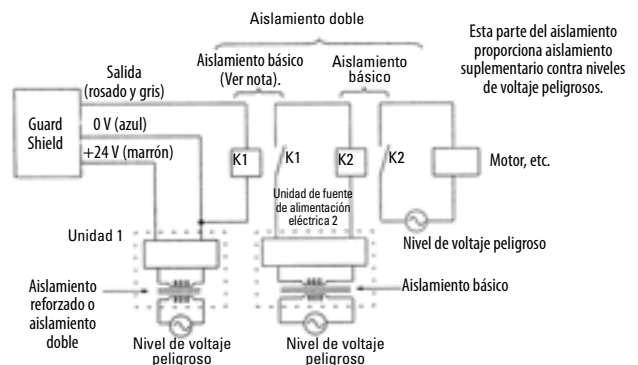 Aislamiento doble
Esta parte del aislamiento
proporciona aislamiento
suplementario contra niveles
de voltaje peligrosos.
Aislamiento básico
(Ver nota).
Aislamiento
básico
Salida
(rosado y gris)
Guard
Shield
0 V (azul)
+24 V (marrón)
K1
K1
K2
K2
Motor, etc.
Unidad de fuente
de alimentación
eléctrica 2
Nivel de voltaje peligroso
Unidad 1
Aislamiento
reforzado o
aislamiento
doble
Aislamiento básico
Nivel de voltaje
peligroso
Nivel de voltaje
peligroso